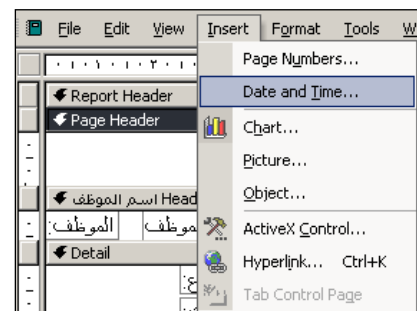 File Edit View Insert Format Tools W
Page Numbers...
Date and Time...
Chart...
Picture...
Object...
ActiveX Control...
Hyperlink... Ctrl+K
Tab Control Page
Report Header
Page Header
اسم الموظف Head
الموظف:
Detail